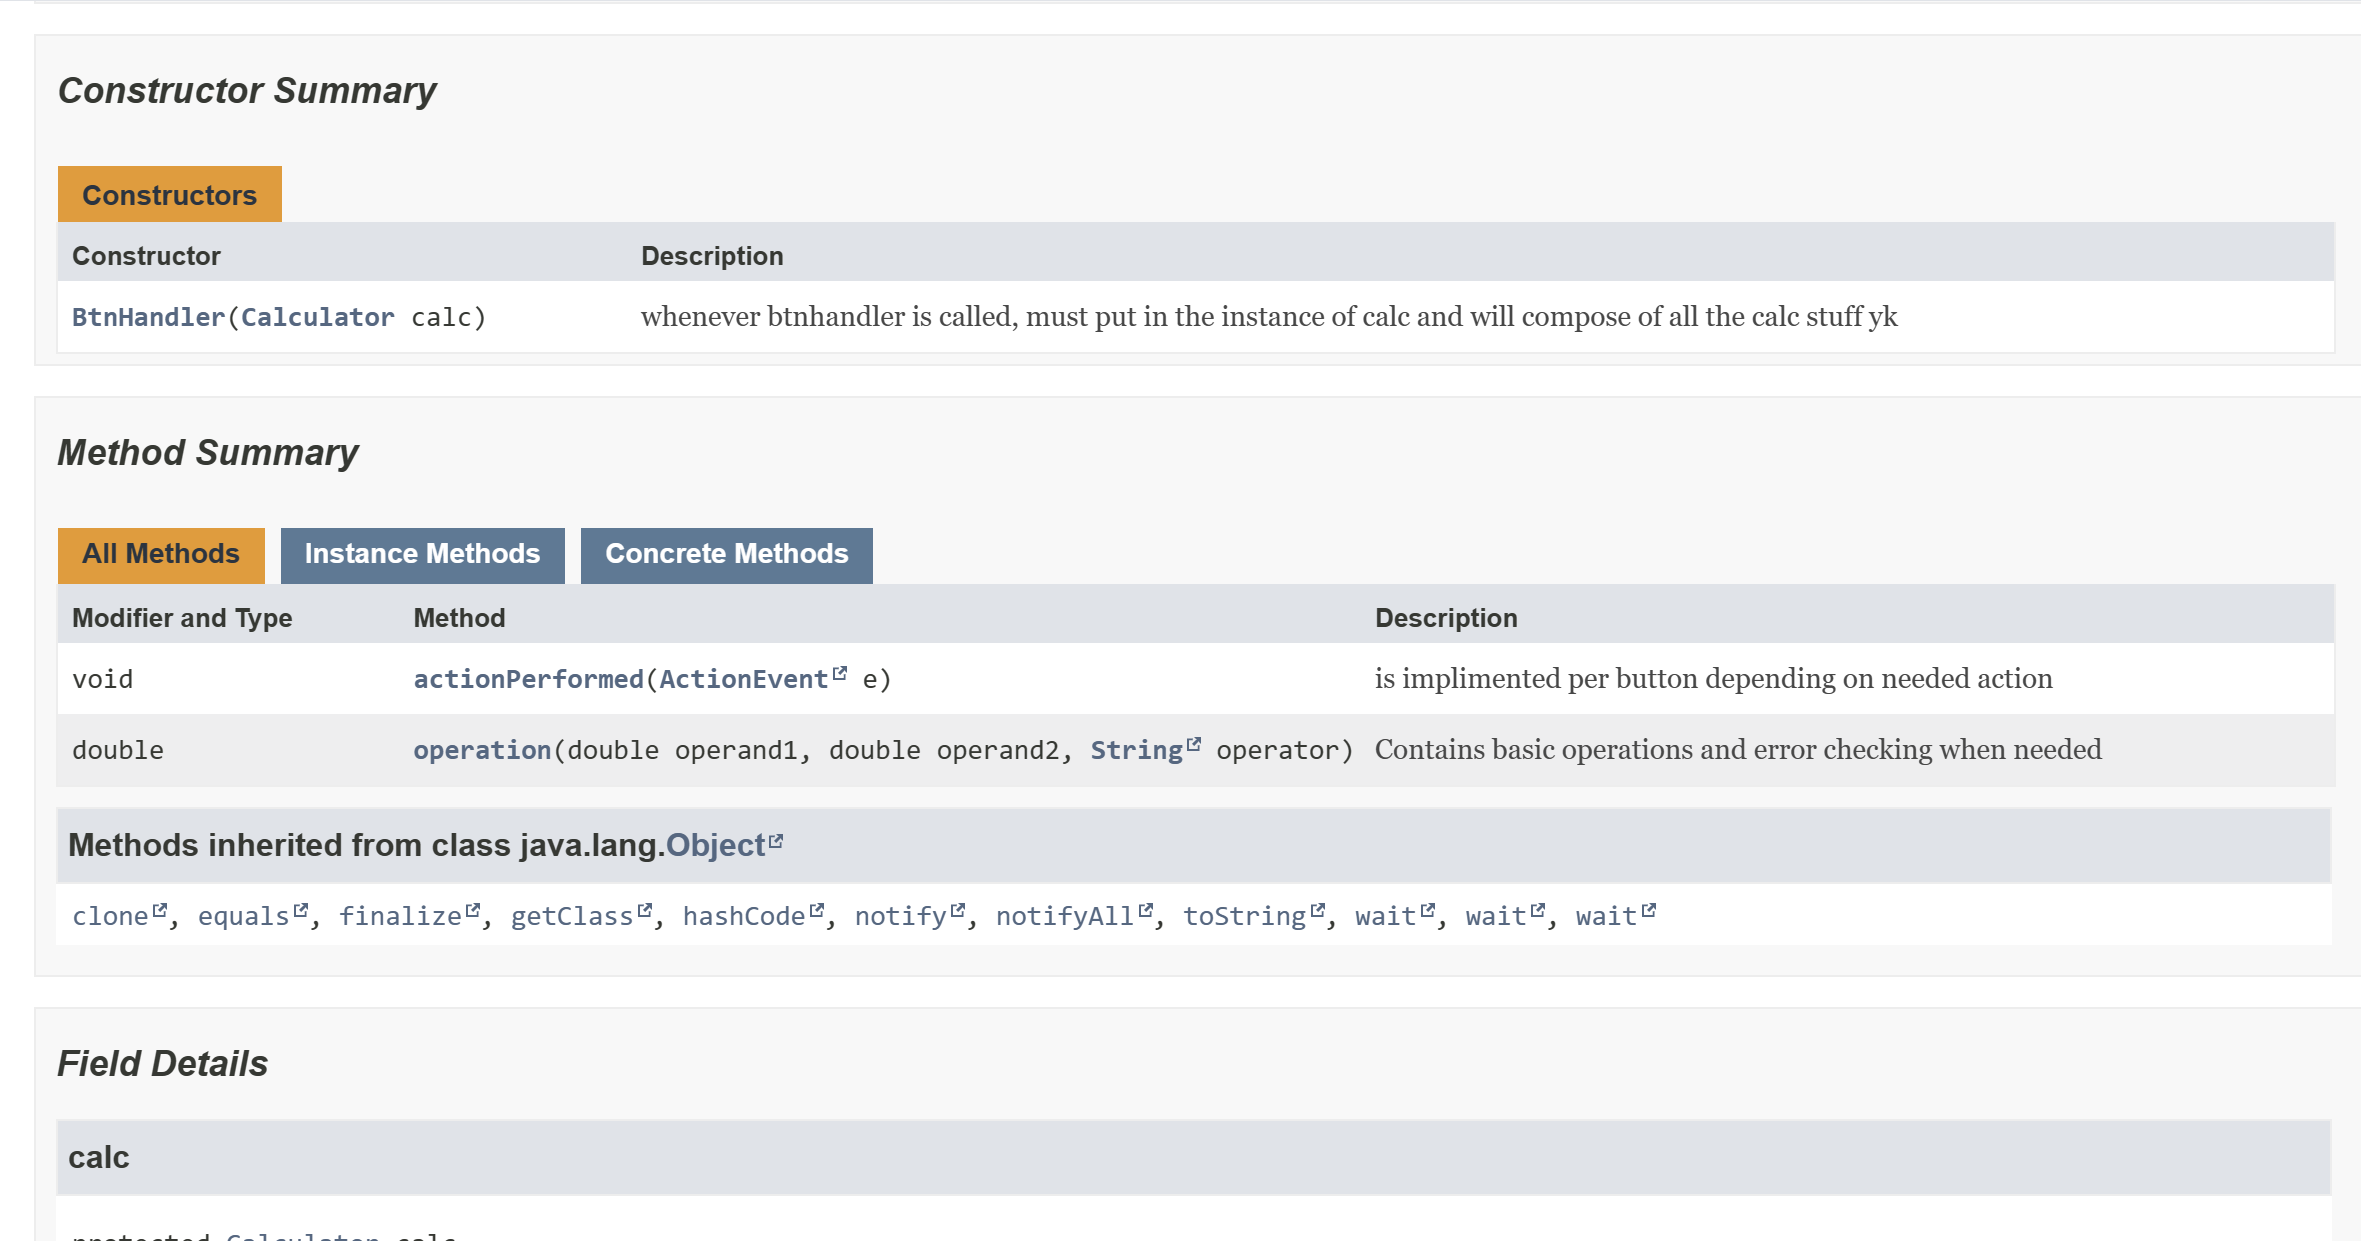 Constructor Summary
Constructors
Constructor Description
BtnHandler(Calculator calc) whenever btnhandler is called, must put in the instance of calc and will compose of all the calc stuff yk
Method Summary
All Methods Instance Methods Concrete Methods
Modifier and Type Method Description
void actionPerformed(ActionEvent e) is implimented per button depending on needed action
double operation(double operand1, double operand2, String operator) Contains basic operations and error checking when needed
Methods inherited from class java.lang.Object
clone, equals, finalize, getClass, hashCode, notify, notifyAll, toString, wait, wait, wait
Field Details
calc
protected Calculator calc